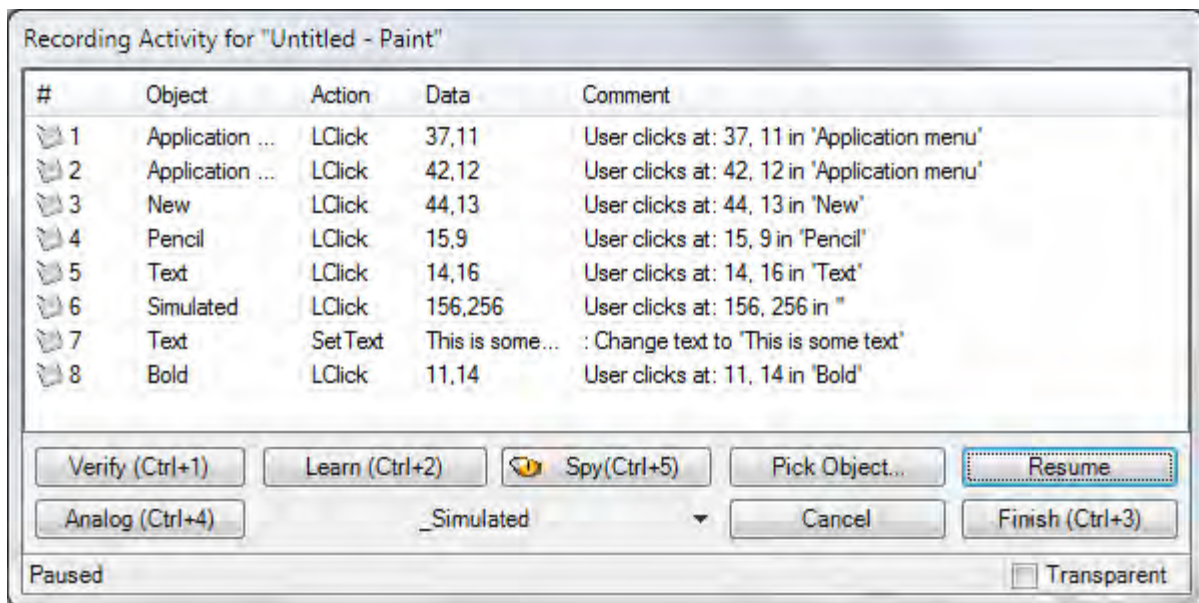 Recording Activity for "Untitled - Paint"
# Object Action Data Comment
1 Application ... LClick 37,11 User clicks at: 37, 11 in 'Application menu'
2 Application ... LClick 42,12 User clicks at: 42, 12 in 'Application menu'
3 New LClick 44,13 User clicks at: 44, 13 in 'New'
4 Pencil LClick 15,9 User clicks at: 15, 9 in 'Pencil'
5 Text LClick 14,16 User clicks at: 14, 16 in 'Text'
6 Simulated LClick 156,256 User clicks at: 156, 256 in ''
7 Text SetText This is some... : Change text to 'This is some text'
8 Bold LClick 11,14 User clicks at: 11, 14 in 'Bold'
Verify (Ctrl+1) Learn (Ctrl+2) Spy(Ctrl+5) Pick Object... Resume
Analog (Ctrl+4) _Simulated Cancel Finish (Ctrl+3)
Paused Transparent